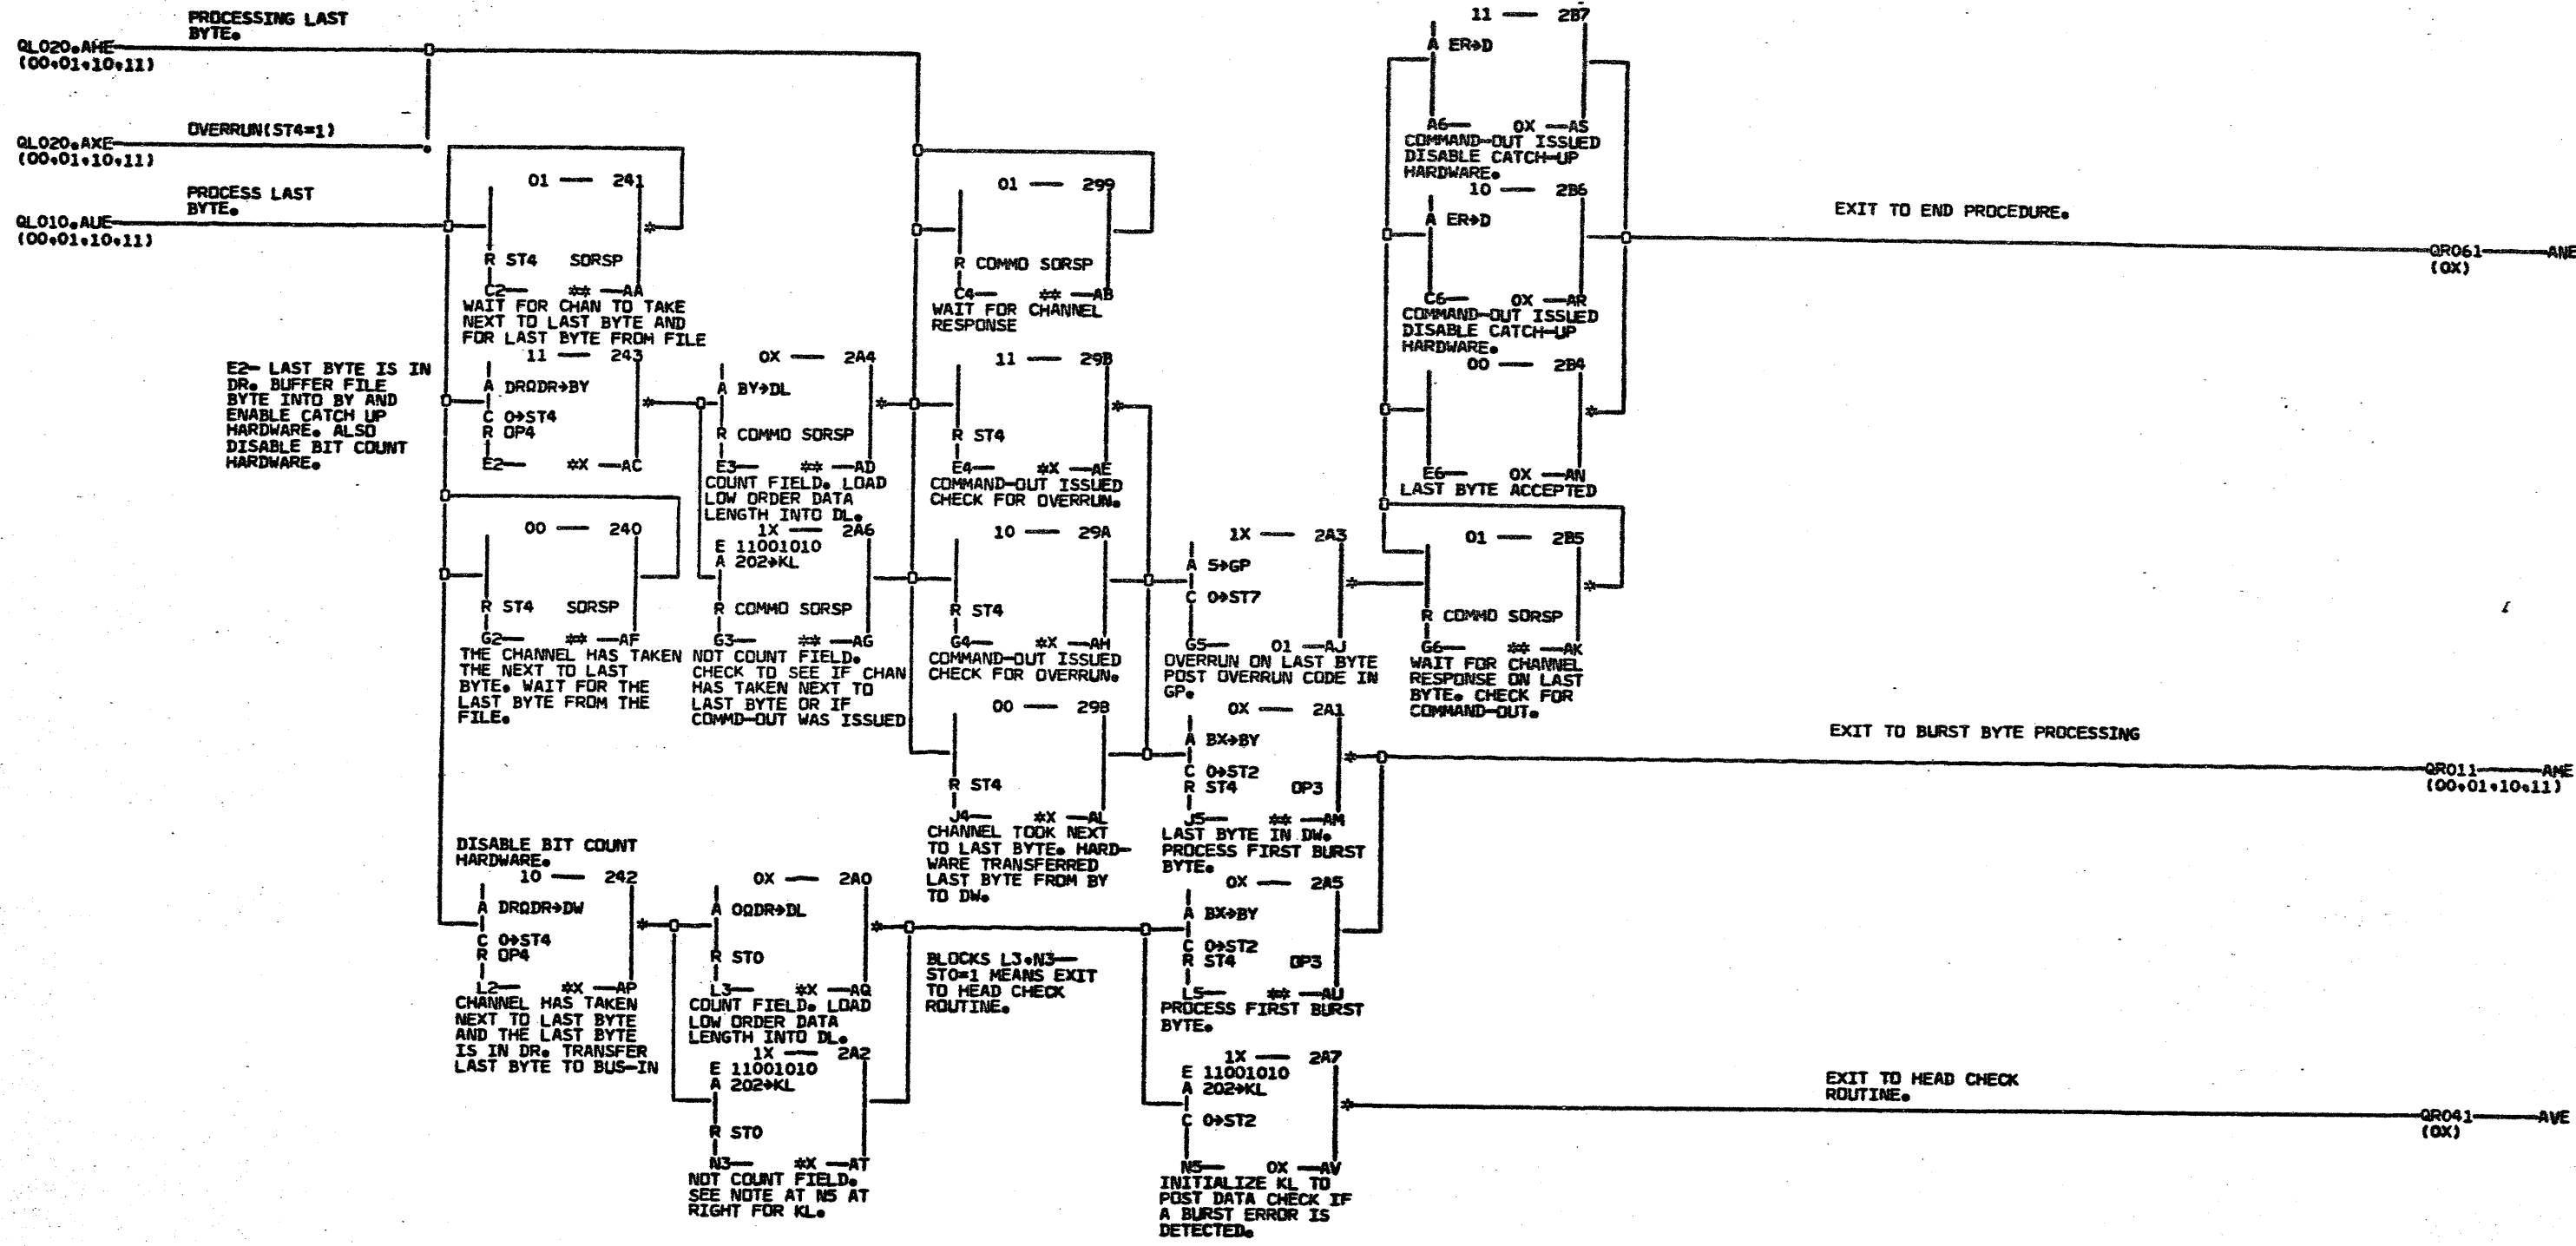 PROCESSING LAST
BYTE.
QL020.AHE
(00,01,10,11)
OVERRUN(ST4=1)
QL020.AXE
(00,01,10,11)
PROCESS LAST
BYTE.
QL010.AUE
(00,01,10,11)
01 — 241
R ST4 SORSP
C2— ** —AA
WAIT FOR CHAN TO TAKE
NEXT TO LAST BYTE AND
FOR LAST BYTE FROM FILE
E2- LAST BYTE IS IN
DR. BUFFER FILE
BYTE INTO BY AND
ENABLE CATCH UP
HARDWARE. ALSO
DISABLE BIT COUNT
HARDWARE.
11 — 243
A DRΩDR→BY
C 0→ST4
R OP4
E2— *X —AC
00 — 240
R ST4 SORSP
G2— ** —AF
THE CHANNEL HAS TAKEN
THE NEXT TO LAST
BYTE. WAIT FOR THE
LAST BYTE FROM THE
FILE.
DISABLE BIT COUNT
HARDWARE.
10 — 242
A DRΩDR→DW
C 0→ST4
R OP4
L2— *X —AP
CHANNEL HAS TAKEN
NEXT TO LAST BYTE
AND THE LAST BYTE
IS IN DR. TRANSFER
LAST BYTE TO BUS-IN
0X — 2A4
A BY→DL
R COMMO SORSP
E3— ** —AD
COUNT FIELD. LOAD
LOW ORDER DATA
LENGTH INTO DL.
1X — 2A6
E 11001010
A 202→KL
R COMMO SORSP
G3— ** —AG
NOT COUNT FIELD.
CHECK TO SEE IF CHAN
HAS TAKEN NEXT TO
LAST BYTE OR IF
COMMD-OUT WAS ISSUED
0X — 2A0
A 0ΩDR→DL
R ST0
L3— *X —AQ
COUNT FIELD. LOAD
LOW ORDER DATA
LENGTH INTO DL.
1X — 2A2
E 11001010
A 202→KL
R ST0
N3— *X —AT
NOT COUNT FIELD.
SEE NOTE AT N5 AT
RIGHT FOR KL.
01 — 299
R COMMO SORSP
C4— ** —AB
WAIT FOR CHANNEL
RESPONSE
11 — 29B
R ST4
E4— *X —AE
COMMAND-OUT ISSUED
CHECK FOR OVERRUN.
10 — 29A
R ST4
G4— *X —AH
COMMAND-OUT ISSUED
CHECK FOR OVERRUN.
00 — 298
R ST4
J4— *X —AL
CHANNEL TOOK NEXT
TO LAST BYTE. HARD-
WARE TRANSFERRED
LAST BYTE FROM BY
TO DW.
BLOCKS L3,N3—
ST0=1 MEANS EXIT
TO HEAD CHECK
ROUTINE.
1X — 2A3
A S→GP
C 0→ST7
G5— 01 —AJ
OVERRUN ON LAST BYTE
POST OVERRUN CODE IN
GP.
0X — 2A1
A BX→BY
C 0→ST2
R ST4 OP3
J5— ** —AM
LAST BYTE IN DW.
PROCESS FIRST BURST
BYTE.
0X — 2A5
A BX→BY
C 0→ST2
R ST4 OP3
L5— ** —AU
PROCESS FIRST BURST
BYTE.
1X — 2A7
E 11001010
A 202→KL
C 0→ST2
N5— 0X —AV
INITIALIZE KL TO
POST DATA CHECK IF
A BURST ERROR IS
DETECTED.
11 — 2B7
A ER→D
A6— 0X —AS
COMMAND-OUT ISSUED
DISABLE CATCH-UP
HARDWARE.
10 — 2B6
A ER→D
C6— 0X —AR
COMMAND-OUT ISSUED
DISABLE CATCH-UP
HARDWARE.
00 — 2B4
E6— 0X —AN
LAST BYTE ACCEPTED
01 — 2B5
R COMMO SORSP
G6— ** —AK
WAIT FOR CHANNEL
RESPONSE ON LAST
BYTE. CHECK FOR
COMMAND-OUT.
EXIT TO END PROCEDURE.
QR061 —ANE
(0X)
EXIT TO BURST BYTE PROCESSING
QR011 —AME
(00,01,10,11)
EXIT TO HEAD CHECK
ROUTINE.
QR041 —AVE
(0X)